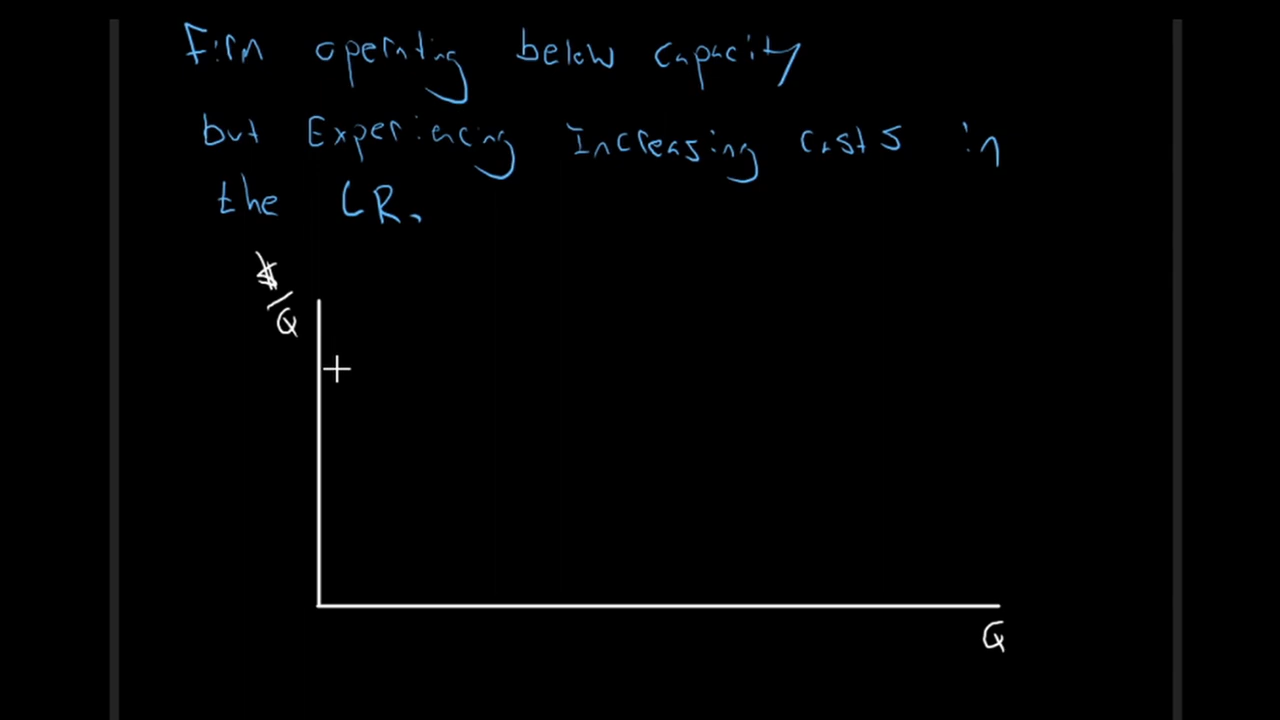 Firm operating below capacity
but Experiencing Increasing costs in
the LR.
$/Q
Q